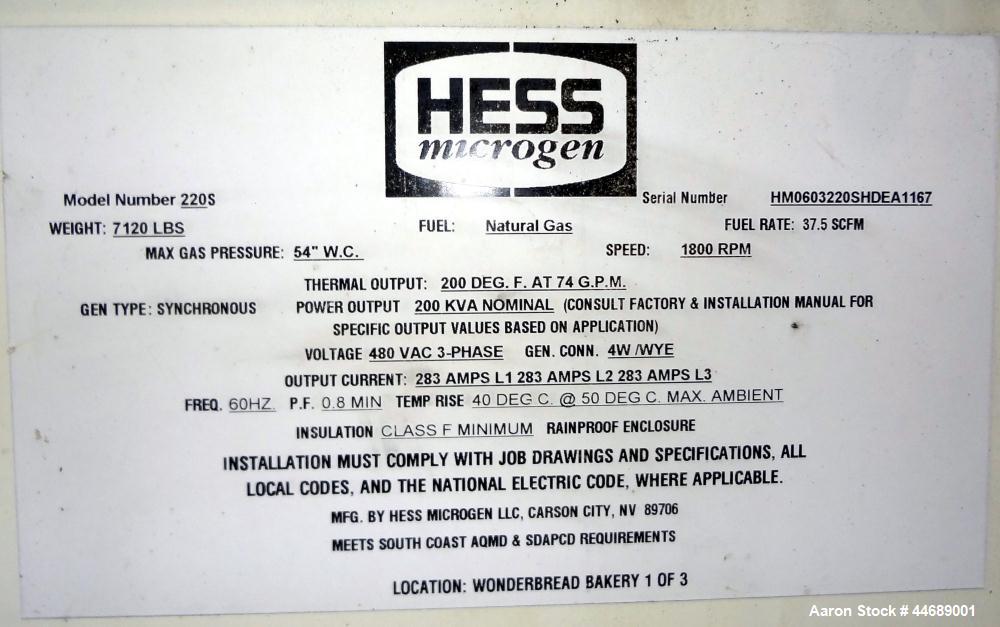 HESS
microgen
Model Number 220S Serial Number HM0603220SHDEA1167
WEIGHT: 7120 LBS FUEL: Natural Gas FUEL RATE: 37.5 SCFM
MAX GAS PRESSURE: 54" W.C. SPEED: 1800 RPM
THERMAL OUTPUT: 200 DEG. F. AT 74 G.P.M.
GEN TYPE: SYNCHRONOUS POWER OUTPUT 200 KVA NOMINAL (CONSULT FACTORY & INSTALLATION MANUAL FOR
SPECIFIC OUTPUT VALUES BASED ON APPLICATION)
VOLTAGE 480 VAC 3-PHASE GEN. CONN. 4W /WYE
OUTPUT CURRENT: 283 AMPS L1 283 AMPS L2 283 AMPS L3
FREQ. 60HZ. P.F. 0.8 MIN TEMP RISE 40 DEG C. @ 50 DEG C. MAX. AMBIENT
INSULATION CLASS F MINIMUM RAINPROOF ENCLOSURE
INSTALLATION MUST COMPLY WITH JOB DRAWINGS AND SPECIFICATIONS, ALL
LOCAL CODES, AND THE NATIONAL ELECTRIC CODE, WHERE APPLICABLE.
MFG. BY HESS MICROGEN LLC, CARSON CITY, NV 89706
MEETS SOUTH COAST AQMD & SDAPCD REQUIREMENTS
LOCATION: WONDERBREAD BAKERY 1 OF 3
Aaron Stock # 44689001